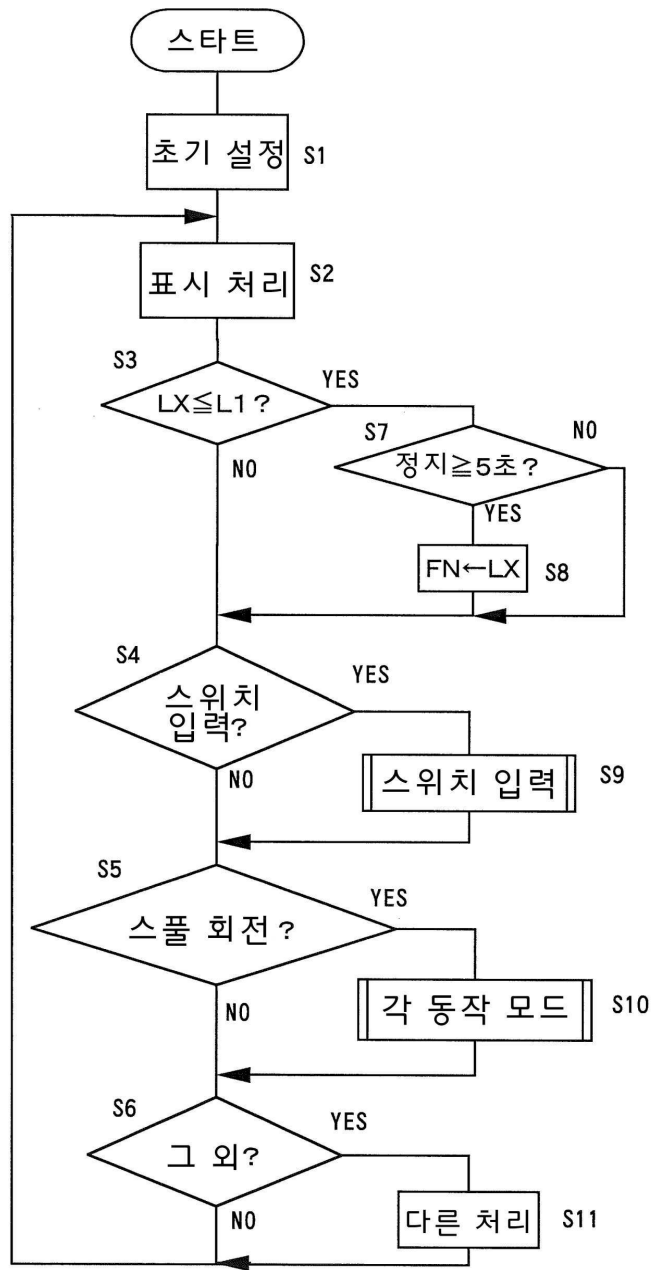 스타트
초기 설정 S1
표시 처리 S2
S3
LX≦L1?
YES
NO
S7
정지≧5초?
NO
YES
FN←LX S8
S4
스위치
입력?
YES
NO
스위치 입력 S9
S5
스풀 회전?
YES
NO
각 동작 모드 S10
S6
그 외?
YES
NO
다른 처리 S11